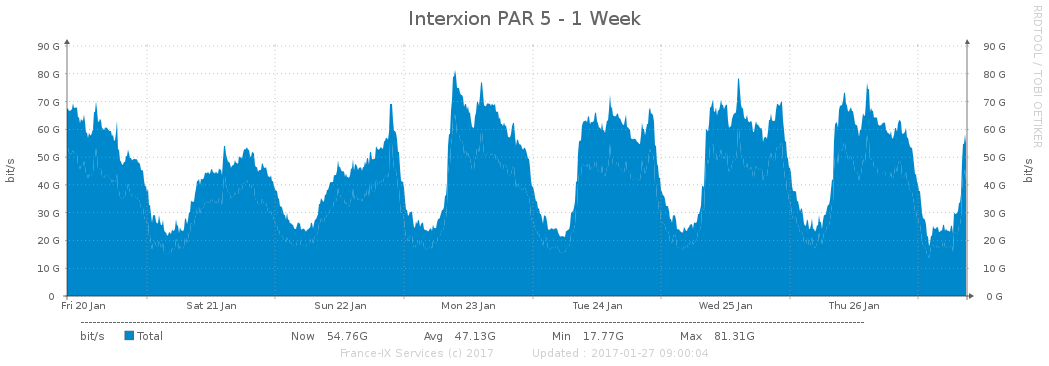 Interxion PAR 5 - 1 Week
RRDTOOL / TOBI OETIKER
90 G 90 G
80 G 80 G
70 G 70 G
60 G 60 G
50 G 50 G
40 G 40 G
30 G 30 G
20 G 20 G
10 G 10 G
0 0 G
bit/s
bit/s
Fri 20 Jan Sat 21 Jan Sun 22 Jan Mon 23 Jan Tue 24 Jan Wed 25 Jan Thu 26 Jan
bit/s Total Now 54.76G Avg 47.13G Min 17.77G Max 81.31G
France-IX Services (c) 2017 Updated : 2017-01-27 09:00:04